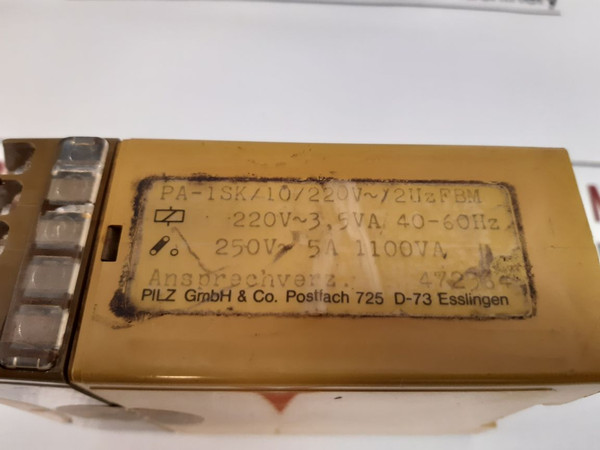 PA-1SK/10/220V~/2UzFBM
220V~3,5VA 40-60Hz
250V~ 5A 1100VA
Ansprechverz.
PILZ GmbH & Co. Postfach 725 D-73 Esslingen